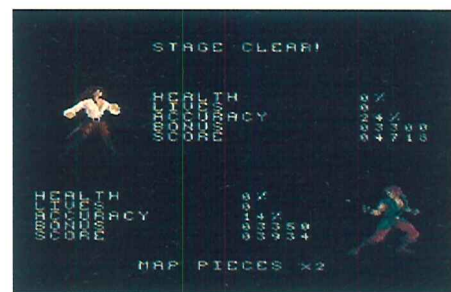 STAGE CLEAR!
HEALTH 0%
LIVES 0
ACCURACY 24%
BONUS 03300
SCORE 04718
HEALTH 0%
LIVES 0
ACCURACY 14%
BONUS 03350
SCORE 03934
MAP PIECES x2